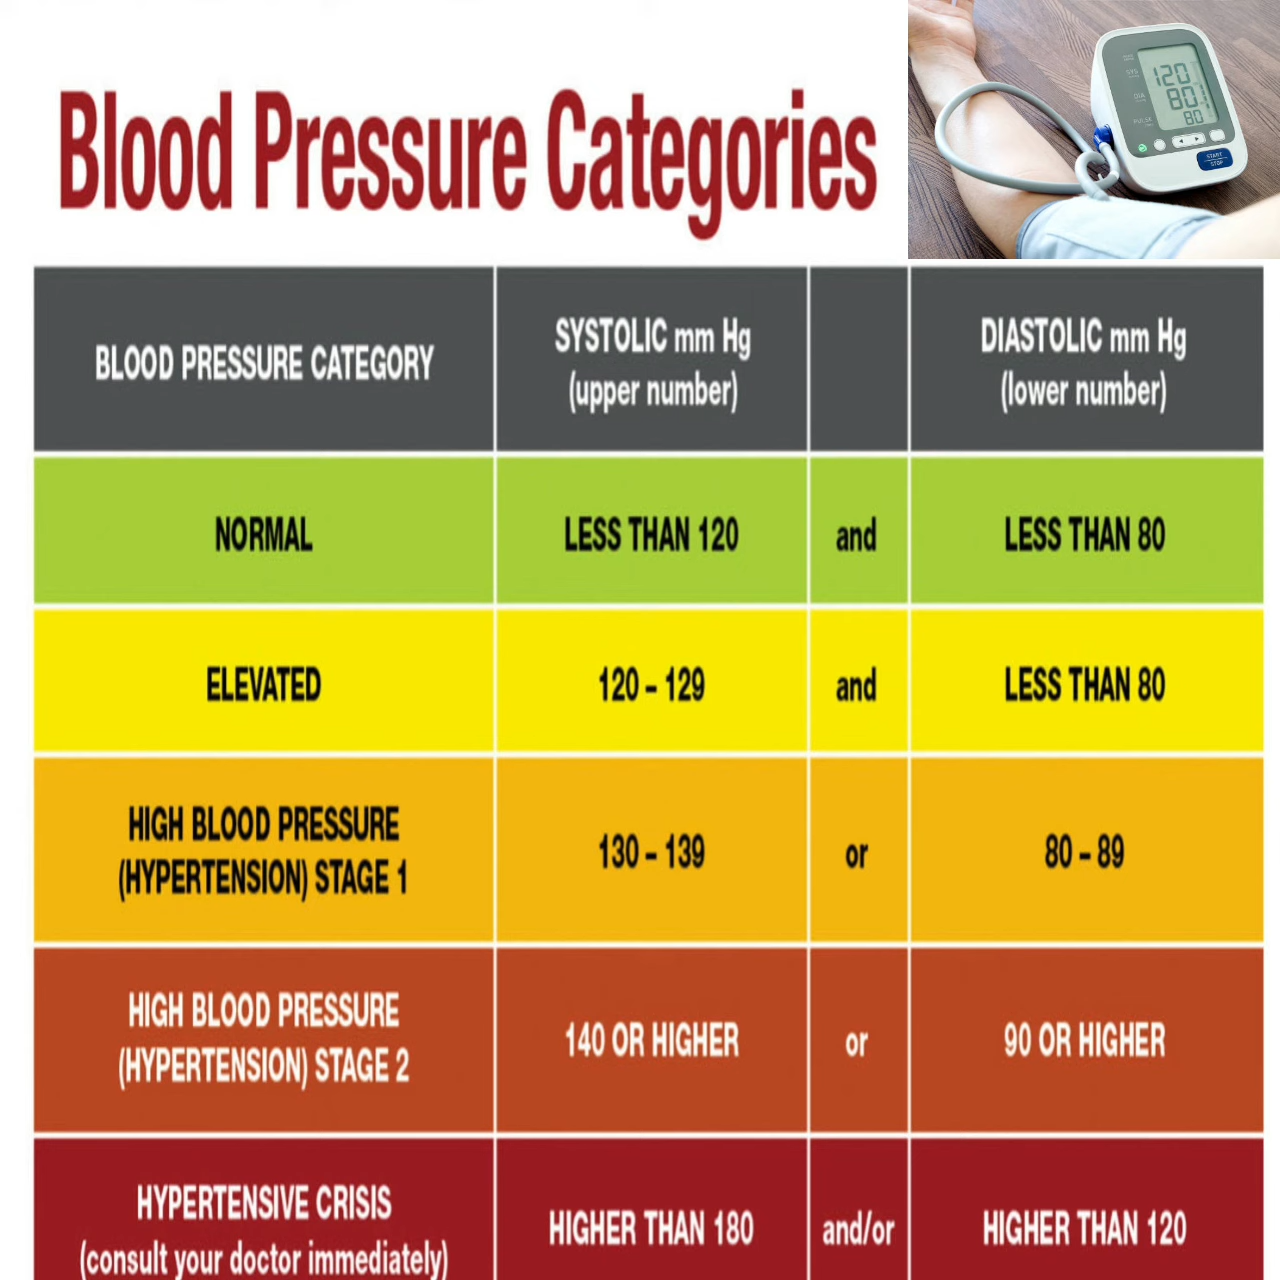 Blood Pressure Categories
SYS
120
DIA
80
PULSE
80
START
STOP
BLOOD PRESSURE CATEGORY
SYSTOLIC mm Hg
(upper number)
DIASTOLIC mm Hg
(lower number)
NORMAL
LESS THAN 120
and
LESS THAN 80
ELEVATED
120 – 129
and
LESS THAN 80
HIGH BLOOD PRESSURE
(HYPERTENSION) STAGE 1
130 – 139
or
80 – 89
HIGH BLOOD PRESSURE
(HYPERTENSION) STAGE 2
140 OR HIGHER
or
90 OR HIGHER
HYPERTENSIVE CRISIS
(consult your doctor immediately)
HIGHER THAN 180
and/or
HIGHER THAN 120